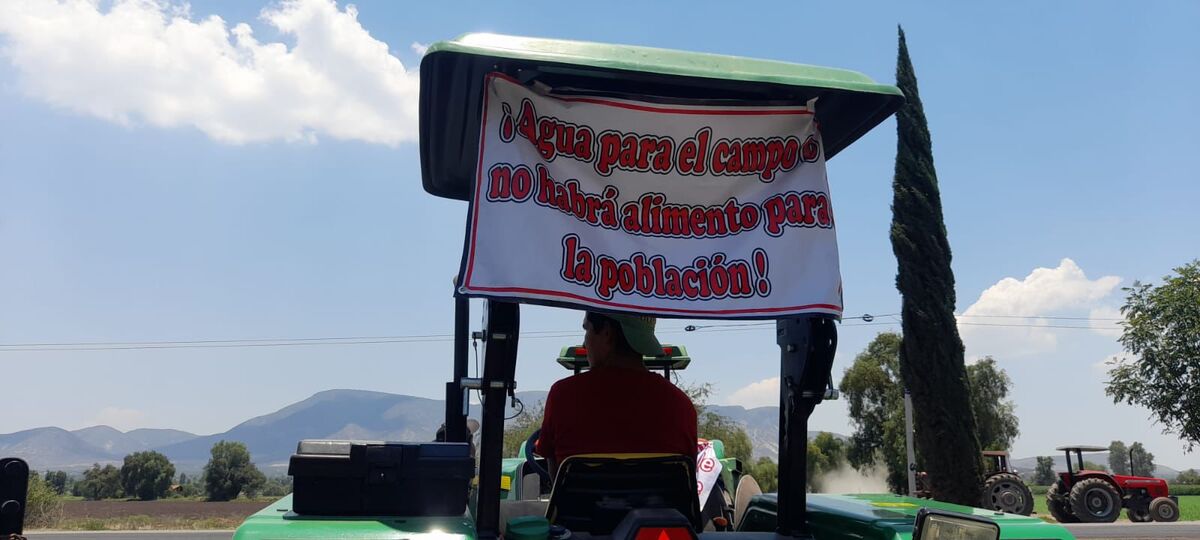 ¡Agua para el campo ó
no habrá alimento para
la población!